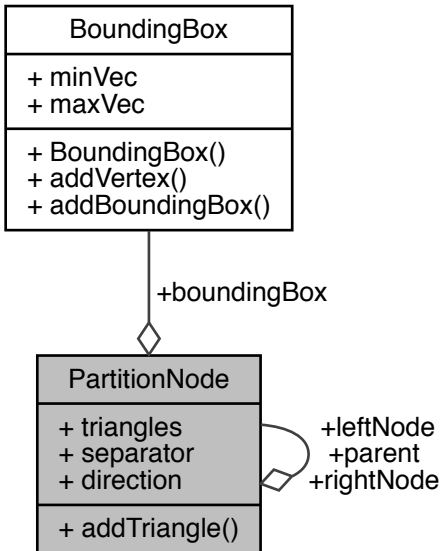 BoundingBox
+ minVec
+ maxVec
+ BoundingBox()
+ addVertex()
+ addBoundingBox()
+boundingBox
PartitionNode
+ triangles
+ separator
+ direction
+leftNode
+parent
+rightNode
+ addTriangle()